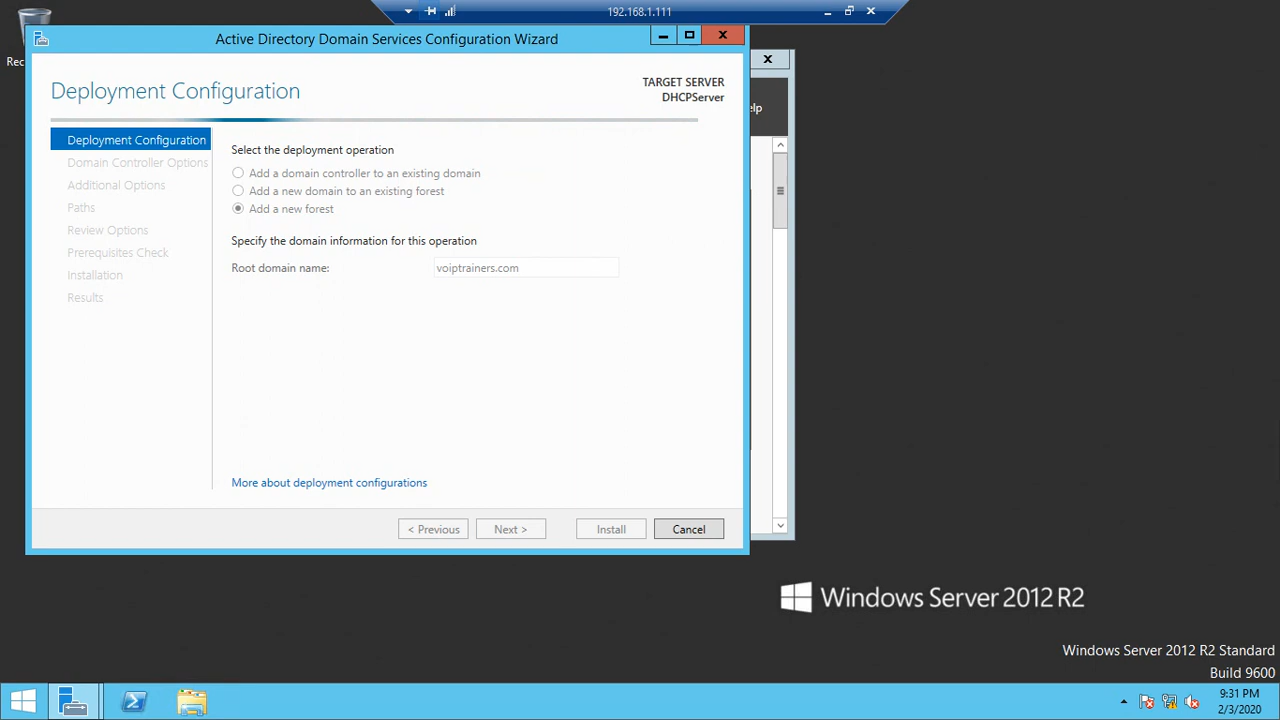 192.168.1.111
Rec
Active Directory Domain Services Configuration Wizard
Deployment Configuration
TARGET SERVER
DHCPServer
elp
Deployment Configuration
Domain Controller Options
Additional Options
Paths
Review Options
Prerequisites Check
Installation
Results
Select the deployment operation
Add a domain controller to an existing domain
Add a new domain to an existing forest
Add a new forest
Specify the domain information for this operation
Root domain name: voiptrainers.com
More about deployment configurations
< Previous Next > Install Cancel
Windows Server 2012 R2
Windows Server 2012 R2 Standard
Build 9600
9:31 PM
2/3/2020